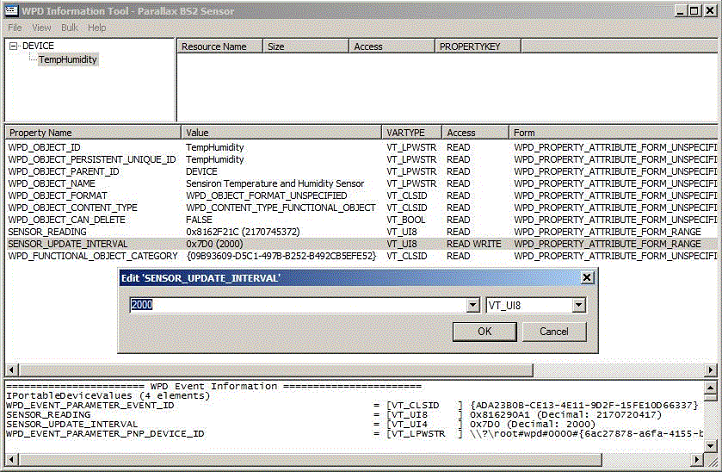 WPD Information Tool - Parallax BS2 Sensor
File View Bulk Help
DEVICE
TempHumidity
Resource Name Size Access PROPERTYKEY
Property Name Value VARTYPE Access Form
WPD_OBJECT_ID TempHumidity VT_LPWSTR READ WPD_PROPERTY_ATTRIBUTE_FORM_UNSPECIFI
WPD_OBJECT_PERSISTENT_UNIQUE_ID TempHumidity VT_LPWSTR READ WPD_PROPERTY_ATTRIBUTE_FORM_UNSPECIFI
WPD_OBJECT_PARENT_ID DEVICE VT_LPWSTR READ WPD_PROPERTY_ATTRIBUTE_FORM_UNSPECIFI
WPD_OBJECT_NAME Sensiron Temperature and Humidity Sensor VT_LPWSTR READ WPD_PROPERTY_ATTRIBUTE_FORM_UNSPECIFI
WPD_OBJECT_FORMAT WPD_OBJECT_FORMAT_UNSPECIFIED VT_CLSID READ WPD_PROPERTY_ATTRIBUTE_FORM_UNSPECIFI
WPD_OBJECT_CONTENT_TYPE WPD_CONTENT_TYPE_FUNCTIONAL_OBJECT VT_CLSID READ WPD_PROPERTY_ATTRIBUTE_FORM_UNSPECIFI
WPD_OBJECT_CAN_DELETE FALSE VT_BOOL READ WPD_PROPERTY_ATTRIBUTE_FORM_UNSPECIFI
SENSOR_READING 0x8162F21C (2170745372) VT_UI8 READ WPD_PROPERTY_ATTRIBUTE_FORM_RANGE
SENSOR_UPDATE_INTERVAL 0x7D0 (2000) VT_UI8 READ WRITE WPD_PROPERTY_ATTRIBUTE_FORM_RANGE
WPD_FUNCTIONAL_OBJECT_CATEGORY {09B93609-D5C1-497B-B252-B492CB5EFE52} VT_CLSID READ WPD_PROPERTY_ATTRIBUTE_FORM_UNSPECIFI
Edit 'SENSOR_UPDATE_INTERVAL'
2000 VT_UI8
OK Cancel
======================= WPD Event Information =======================
IPortableDeviceValues (4 elements)
WPD_EVENT_PARAMETER_EVENT_ID = [VT_CLSID ] {ADA23B0B-CE13-4E11-9D2F-15FE10D66337}
SENSOR_READING = [VT_UI8 ] 0x816290A1 (Decimal: 2170720417)
SENSOR_UPDATE_INTERVAL = [VT_UI4 ] 0x7D0 (Decimal: 2000)
WPD_EVENT_PARAMETER_PNP_DEVICE_ID = [VT_LPWSTR ] \\?\root#wpd#0000#{6ac27878-a6fa-4155-b